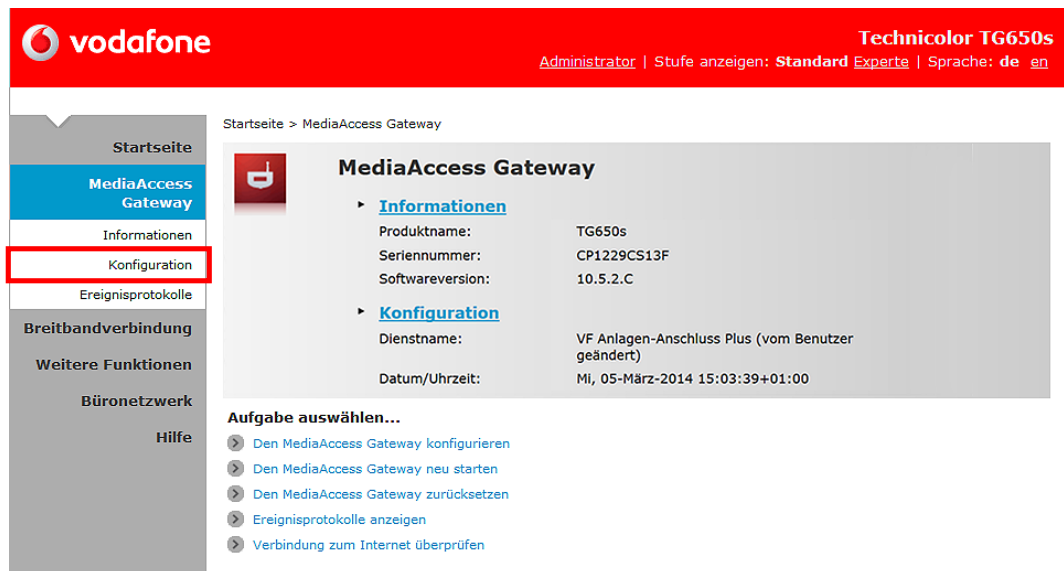 vodafone
Technicolor TG650s
Administrator | Stufe anzeigen: Standard Experte | Sprache: de en
Startseite
MediaAccess
Gateway
Informationen
Konfiguration
Ereignisprotokolle
Breitbandverbindung
Weitere Funktionen
Büronetzwerk
Hilfe
Startseite > MediaAccess Gateway
MediaAccess Gateway
Informationen
Produktname: TG650s
Seriennummer: CP1229CS13F
Softwareversion: 10.5.2.C
Konfiguration
Dienstname: VF Anlagen-Anschluss Plus (vom Benutzer
geändert)
Datum/Uhrzeit: Mi, 05-März-2014 15:03:39+01:00
Aufgabe auswählen...
Den MediaAccess Gateway konfigurieren
Den MediaAccess Gateway neu starten
Den MediaAccess Gateway zurücksetzen
Ereignisprotokolle anzeigen
Verbindung zum Internet überprüfen